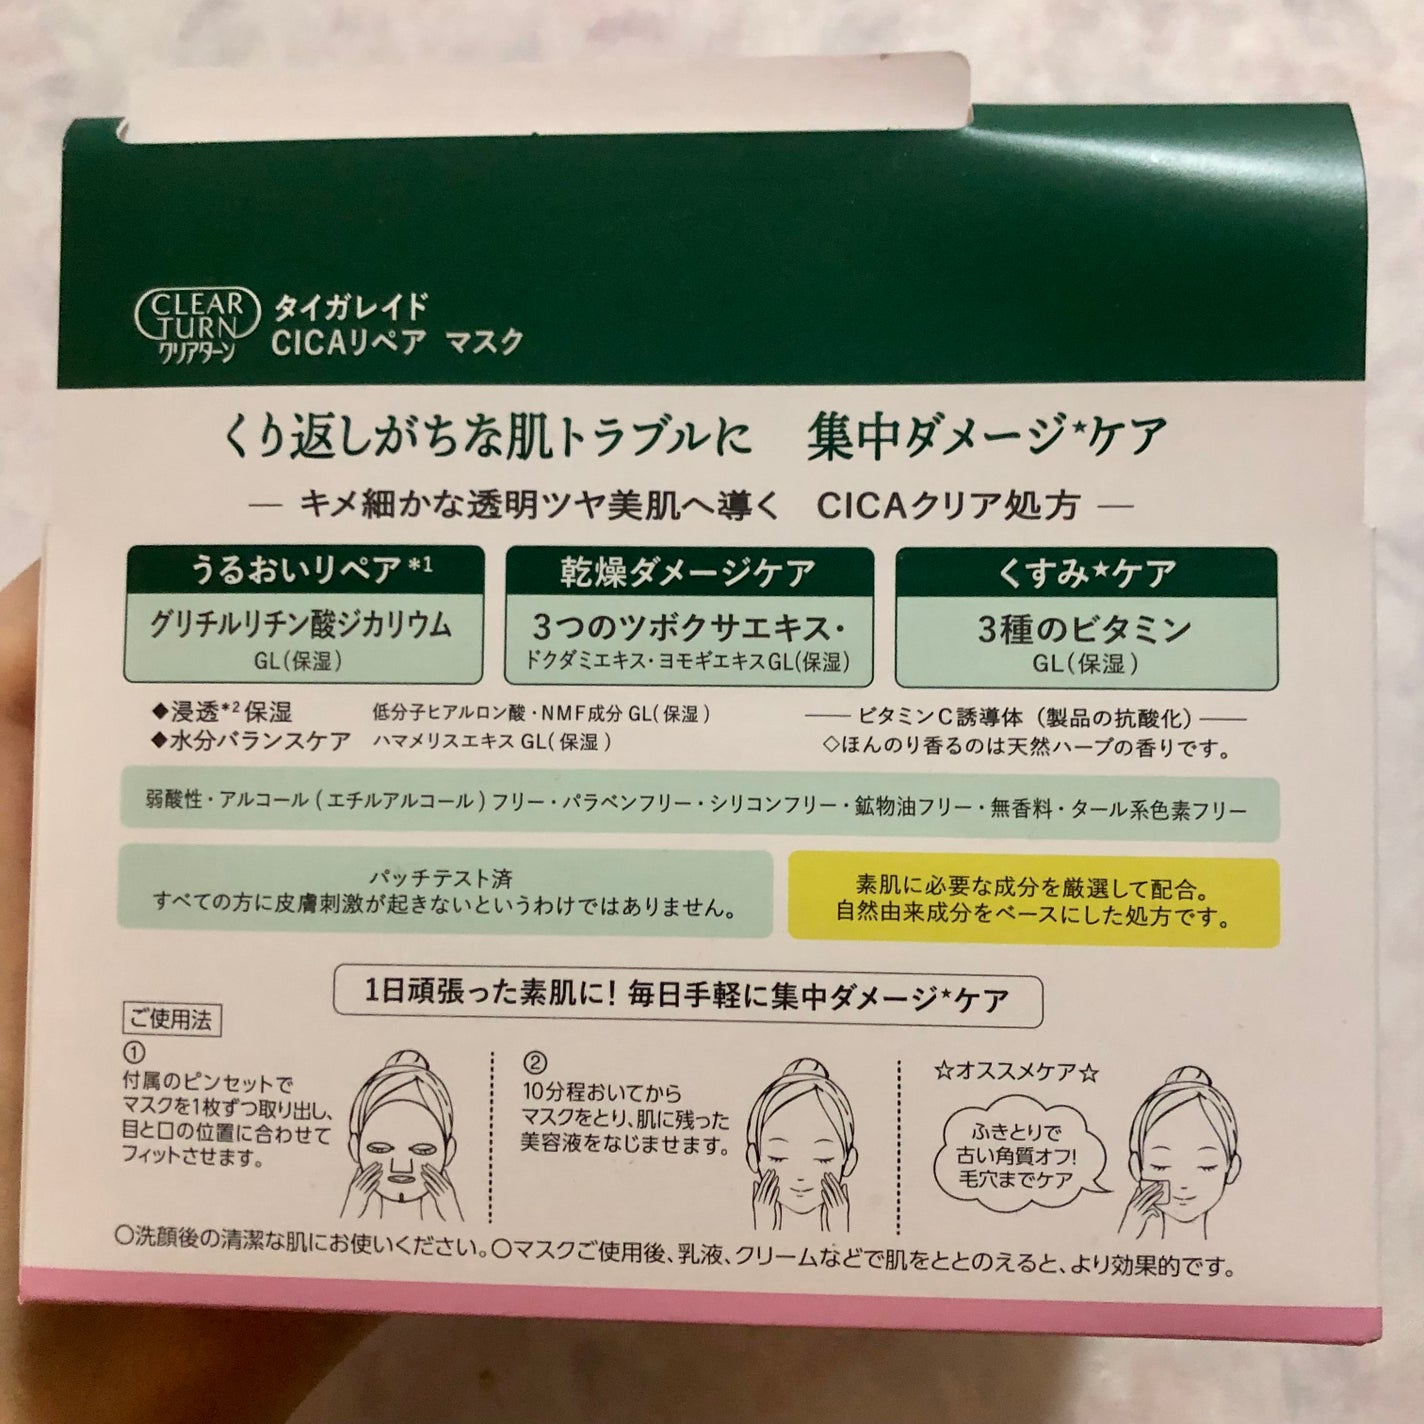 CLEAR
TURN
クリアターン
タイガレイド
CICAリペア マスク
くり返しがちな肌トラブルに 集中ダメージ★ケア
― キメ細かな透明ツヤ美肌へ導く CICAクリア処方 ―
うるおいリペア*1
グリチルリチン酸ジカリウム
GL(保湿)
乾燥ダメージケア
3つのツボクサエキス・
ドクダミエキス・ヨモギエキスGL(保湿)
くすみ★ケア
3種のビタミン
GL(保湿)
◆浸透*2保湿 低分子ヒアルロン酸・NMF成分 GL(保湿)
◆水分バランスケア ハマメリスエキス GL(保湿)
― ビタミンC誘導体(製品の抗酸化) ―
◇ほんのり香るのは天然ハーブの香りです。
弱酸性・アルコール(エチルアルコール)フリー・パラベンフリー・シリコンフリー・鉱物油フリー・無香料・タール系色素フリー
パッチテスト済
すべての方に皮膚刺激が起きないというわけではありません。
素肌に必要な成分を厳選して配合。
自然由来成分をベースにした処方です。
1日頑張った素肌に! 毎日手軽に集中ダメージ★ケア
ご使用法
①
付属のピンセットで
マスクを1枚ずつ取り出し、
目と口の位置に合わせて
フィットさせます。
②
10分程おいてから
マスクをとり、肌に残った
美容液をなじませます。
☆オススメケア☆
ふきとりで
古い角質オフ!
毛穴までケア
○洗顔後の清潔な肌にお使いください。○マスクご使用後、乳液、クリームなどで肌をととのえると、より効果的です。